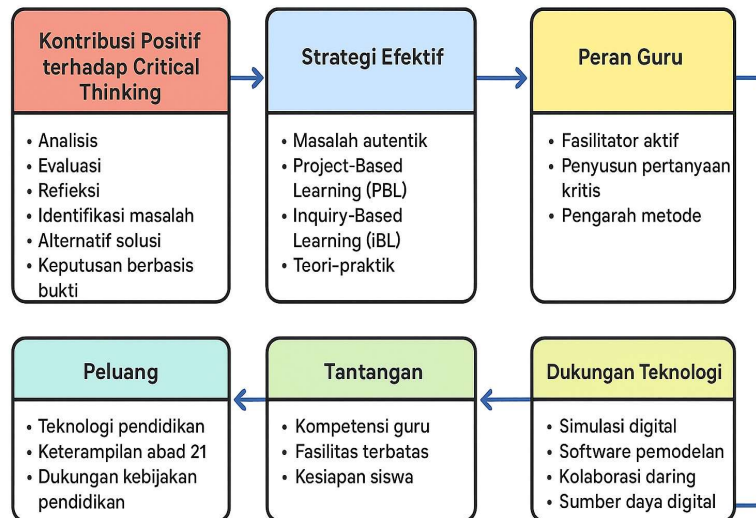 Kontribusi Positif
terhadap Critical
Thinking
• Analisis
• Evaluasi
• Refieksi
• Identifikasi masalah
• Alternatif solusi
• Keputusan berbasis
bukti
Strategi Efektif
• Masalah autentik
• Project-Based
Learning (PBL)
• Inquiry-Based
Learning (iBL)
• Teori-praktik
Peran Guru
• Fasilitator aktif
• Penyusun pertanyaan
kritis
• Pengarah metode
Dukungan Teknologi
• Simulasi digital
• Software pemodelan
• Kolaborasi daring
• Sumber daya digital
Tantangan
• Kompetensi guru
• Fasilitas terbatas
• Kesiapan siswa
Peluang
• Teknologi pendidikan
• Keterampilan abad 21
• Dukungan kebijakan
pendidikan